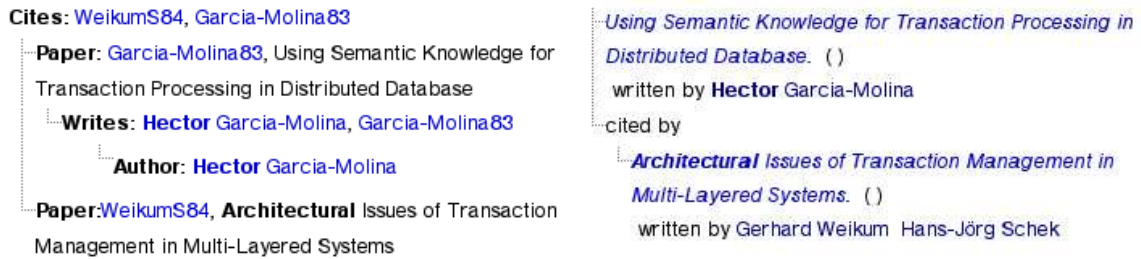 Cites: WeikumS84, Garcia-Molina83
Paper: Garcia-Molina83, Using Semantic Knowledge for
Transaction Processing in Distributed Database
Writes: Hector Garcia-Molina, Garcia-Molina83
Author: Hector Garcia-Molina
Paper:WeikumS84, Architectural Issues of Transaction
Management in Multi-Layered Systems
Using Semantic Knowledge for Transaction Processing in
Distributed Database. ( )
written by Hector Garcia-Molina
cited by
Architectural Issues of Transaction Management in
Multi-Layered Systems. ( )
written by Gerhard Weikum Hans-Jörg Schek